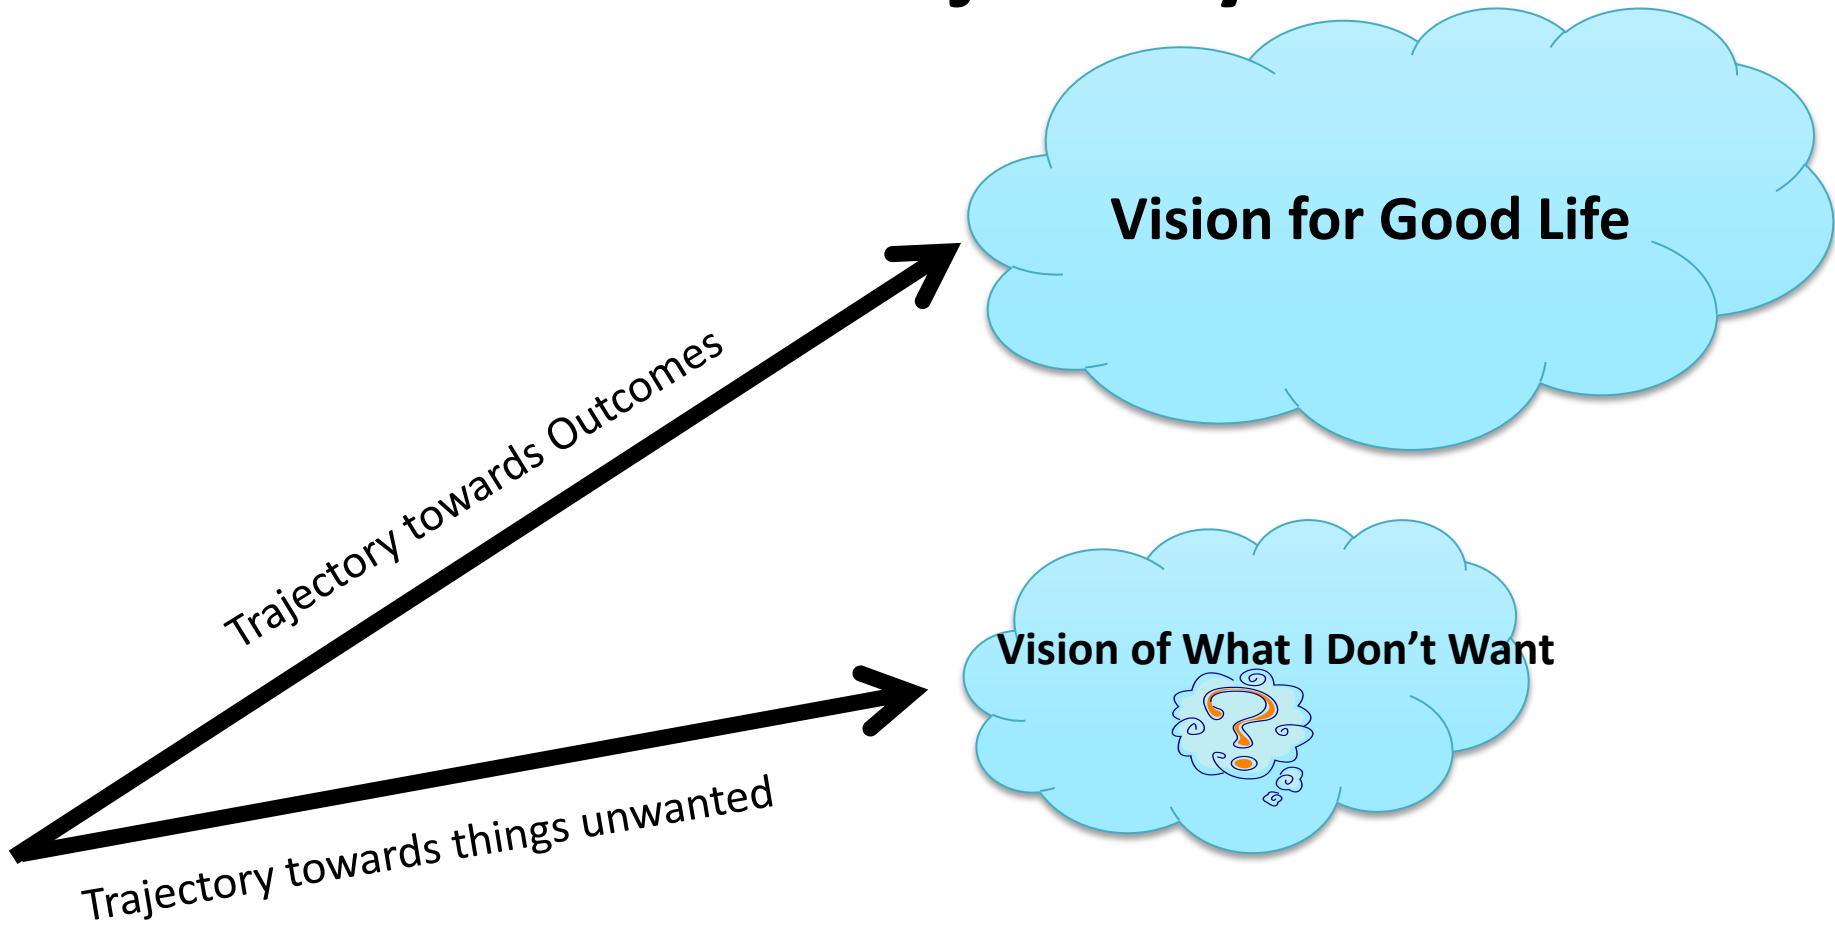 Vision for Good Life
Trajectory towards Outcomes
Vision of What I Don’t Want
?
Trajectory towards things unwanted